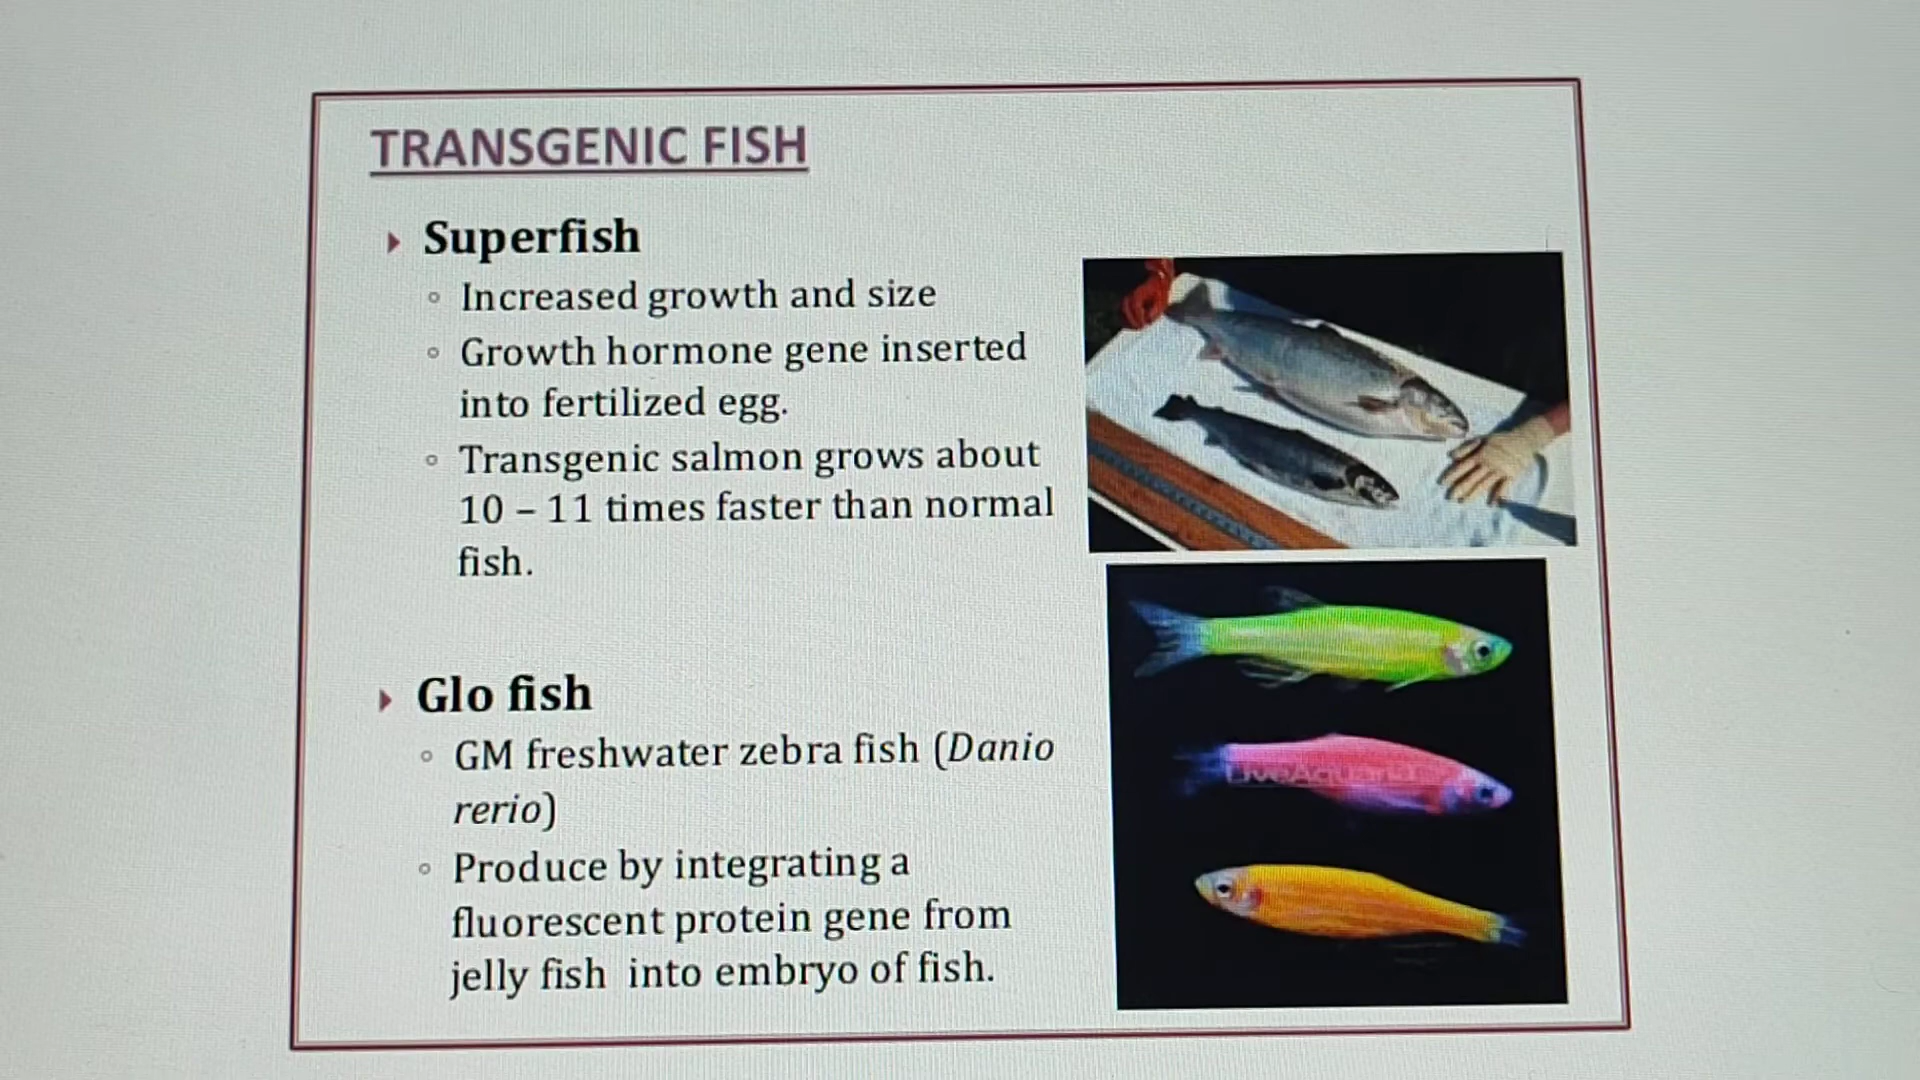 TRANSGENIC FISH
Superfish
Increased growth and size
Growth hormone gene inserted
into fertilized egg.
Transgenic salmon grows about
10 – 11 times faster than normal
fish.
Glo fish
GM freshwater zebra fish (Danio
rerio)
Produce by integrating a
fluorescent protein gene from
jelly fish into embryo of fish.
LiveAquaria